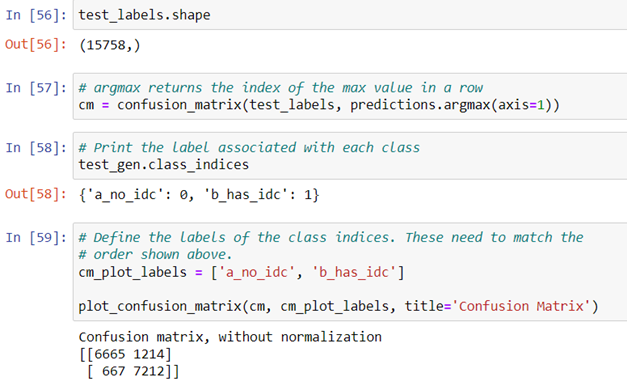 In [56]: test_labels.shape
Out[56]: (15758,)
In [57]: # argmax returns the index of the max value in a row
cm = confusion_matrix(test_labels, predictions.argmax(axis=1))
In [58]: # Print the label associated with each class
test_gen.class_indices
Out[58]: {'a_no_idc': 0, 'b_has_idc': 1}
In [59]: # Define the labels of the class indices. These need to match the
# order shown above.
cm_plot_labels = ['a_no_idc', 'b_has_idc']
plot_confusion_matrix(cm, cm_plot_labels, title='Confusion Matrix')
Confusion matrix, without normalization
[[6665 1214]
[ 667 7212]]